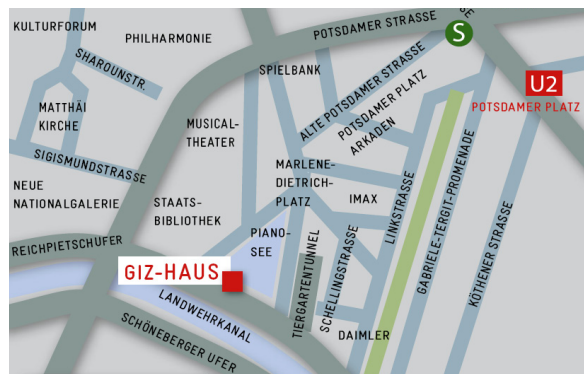 KULTURFORUM
PHILHARMONIE
POTSDAMER STRASSE
SSE
S
SHAROUNSTR.
SPIELBANK
ALTE POTSDAMER STRASSE
POTSDAMER PLATZ
ARKADEN
U2
POTSDAMER PLATZ
MATTHÄI
KIRCHE
MUSICAL-
THEATER
SIGISMUNDSTRASSE
MARLENE-
DIETRICH-
PLATZ
IMAX
NEUE
NATIONALGALERIE
STAATS-
BIBLIOTHEK
PIANO-
SEE
LINKSTRASSE
GABRIELE-TERGIT-PROMENADE
KÖTHENER STRASSE
REICHPIETSCHUFER
GIZ-HAUS
TIERGARTENTUNNEL
SCHELLINGSTRASSE
LANDWEHRKANAL
SCHÖNEBERGER UFER
DAIMLER